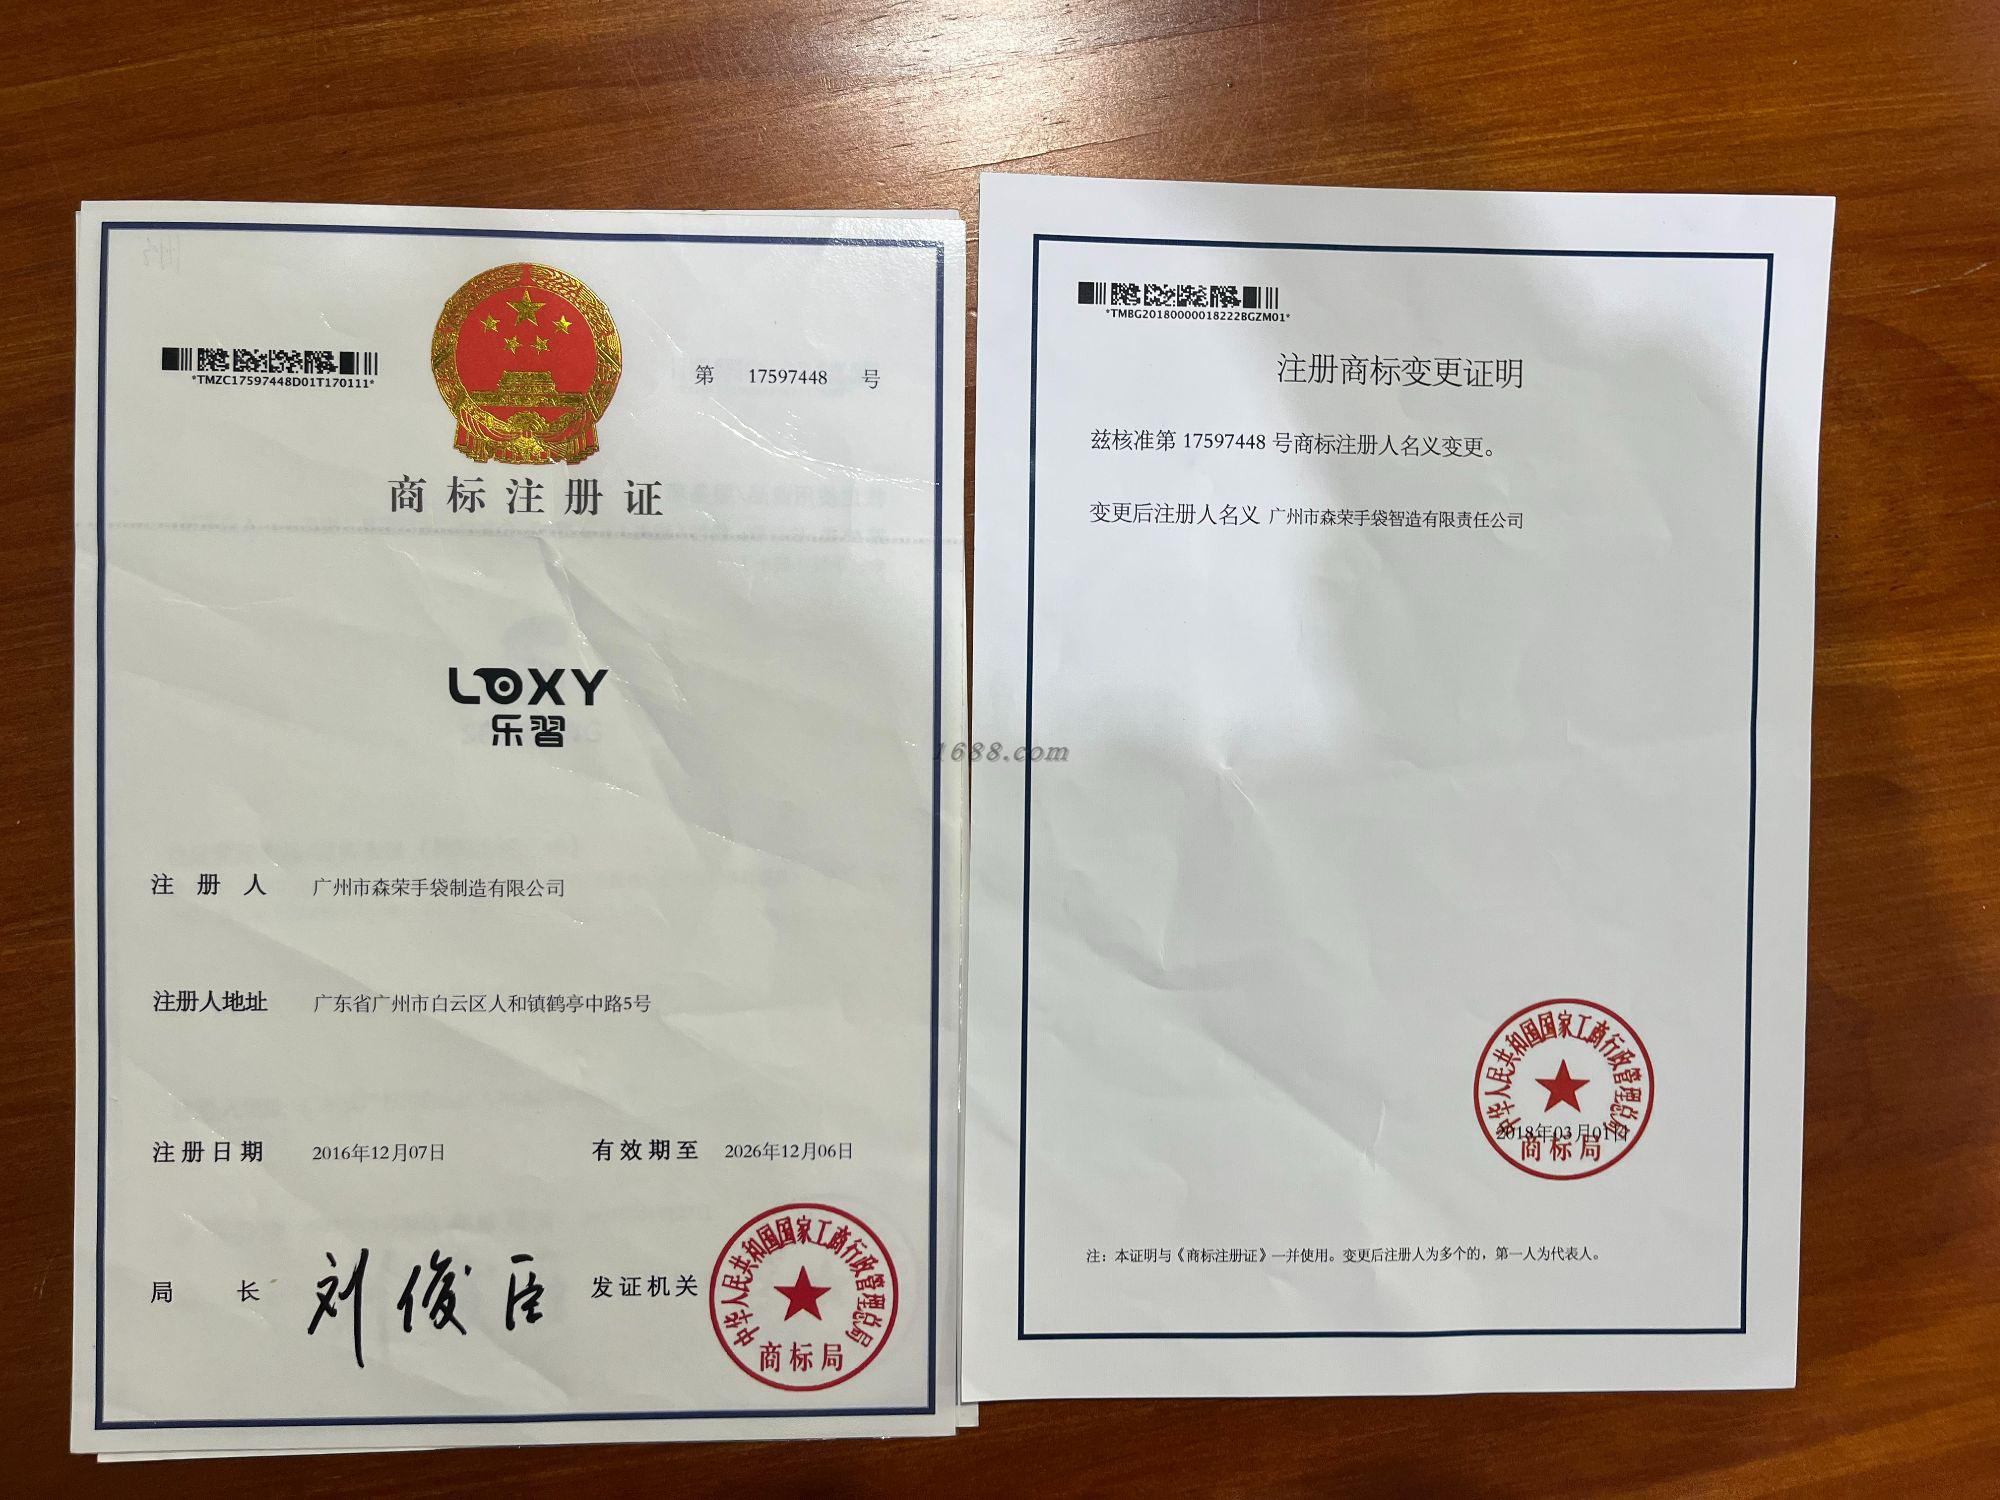 *TMZC17597448D01T170111*
第 17597448 号
商标注册证
LOXY
乐習
注册人 广州市森荣手袋制造有限公司
注册人地址 广东省广州市白云区人和镇鹤亭中路5号
注册日期 2016年12月07日 有效期至 2026年12月06日
局长 刘俊臣 发证机关
中华人民共和国国家工商行政管理总局
商标局
*TMBG20180000018222BGZM01*
注册商标变更证明
兹核准第 17597448 号商标注册人名义变更。
变更后注册人名义 广州市森荣手袋智造有限责任公司
中华人民共和国国家工商行政管理总局
2018年03月01日
商标局
注：本证明与《商标注册证》一并使用。变更后注册人为多个的，第一人为代表人。
1688.com